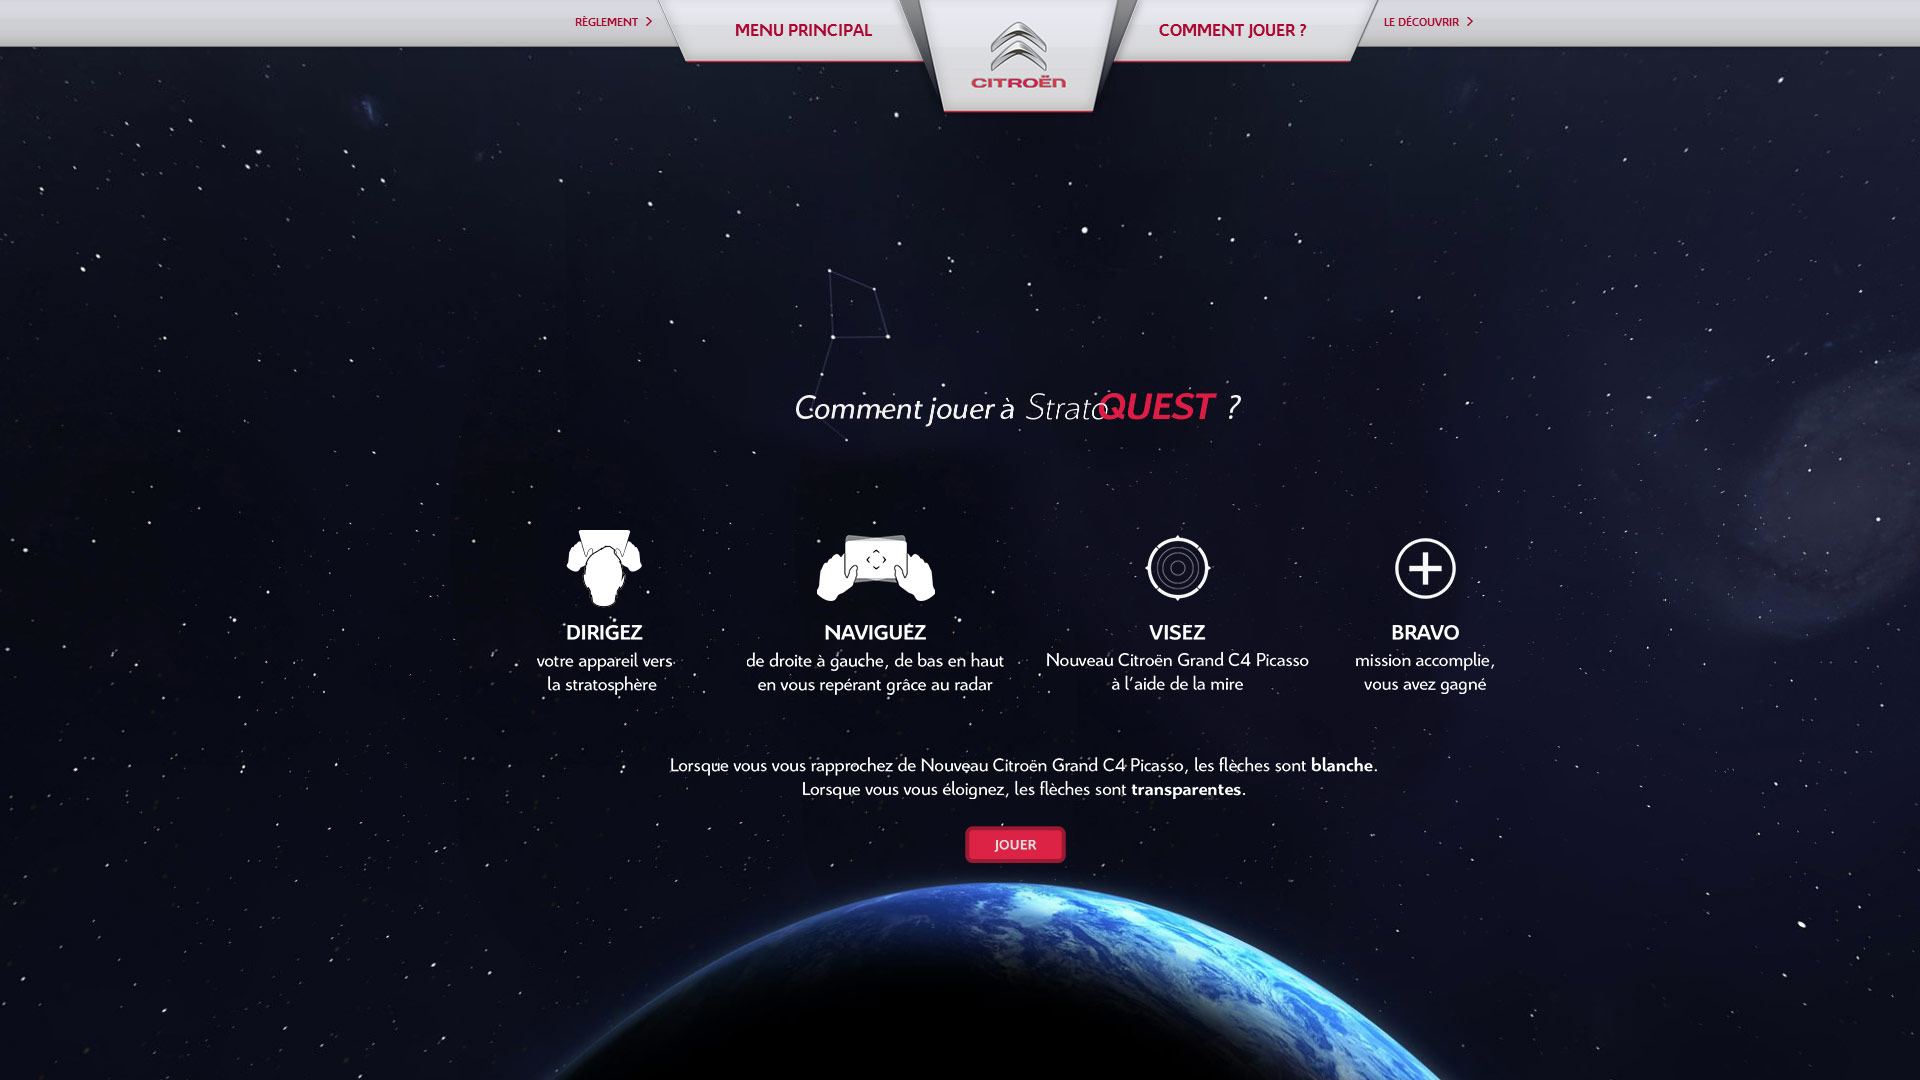 RÈGLEMENT
MENU PRINCIPAL
CITROËN
COMMENT JOUER ?
LE DÉCOUVRIR
Comment jouer à StratoQUEST ?
DIRIGEZ
votre appareil vers
la stratosphère
NAVIGUEZ
de droite à gauche, de bas en haut
en vous repérant grâce au radar
VISEZ
Nouveau Citroën Grand C4 Picasso
à l'aide de la mire
BRAVO
mission accomplie,
vous avez gagné
Lorsque vous vous rapprochez de Nouveau Citroën Grand C4 Picasso, les flèches sont blanche.
Lorsque vous vous éloignez, les flèches sont transparentes.
JOUER